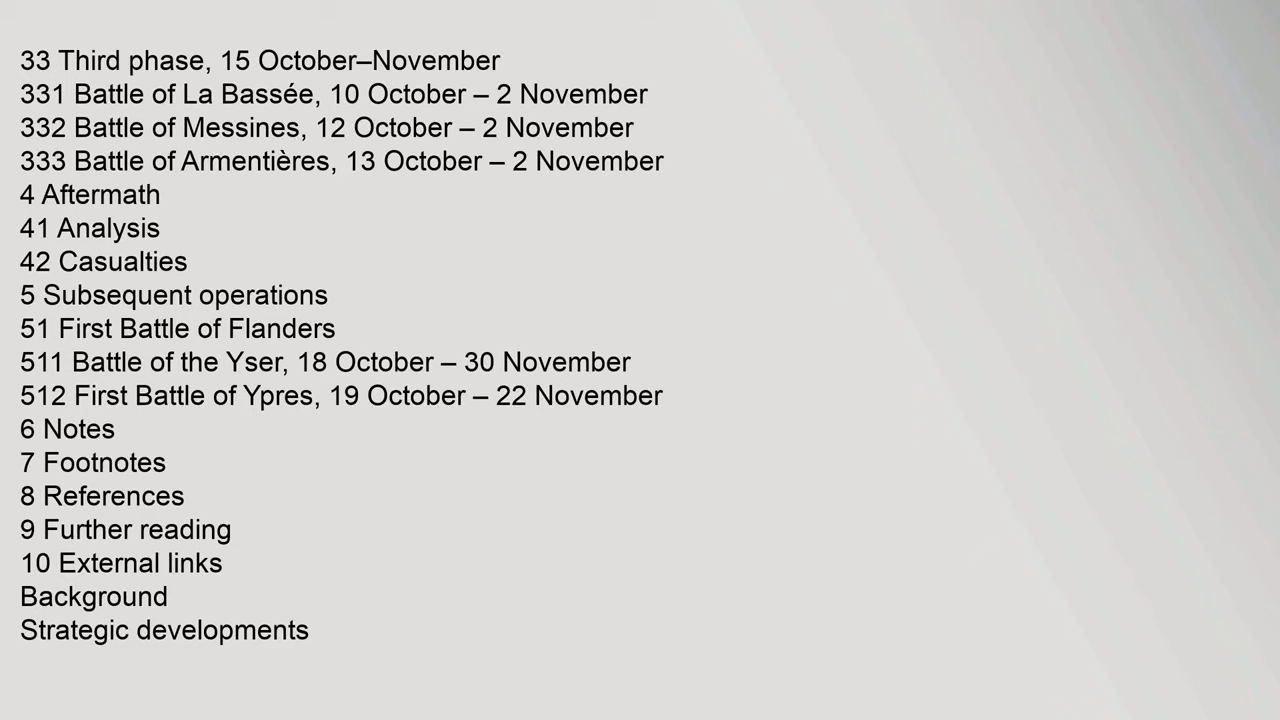 33 Third phase, 15 October–November
331 Battle of La Bassée, 10 October – 2 November
332 Battle of Messines, 12 October – 2 November
333 Battle of Armentières, 13 October – 2 November
4 Aftermath
41 Analysis
42 Casualties
5 Subsequent operations
51 First Battle of Flanders
511 Battle of the Yser, 18 October – 30 November
512 First Battle of Ypres, 19 October – 22 November
6 Notes
7 Footnotes
8 References
9 Further reading
10 External links
Background
Strategic developments